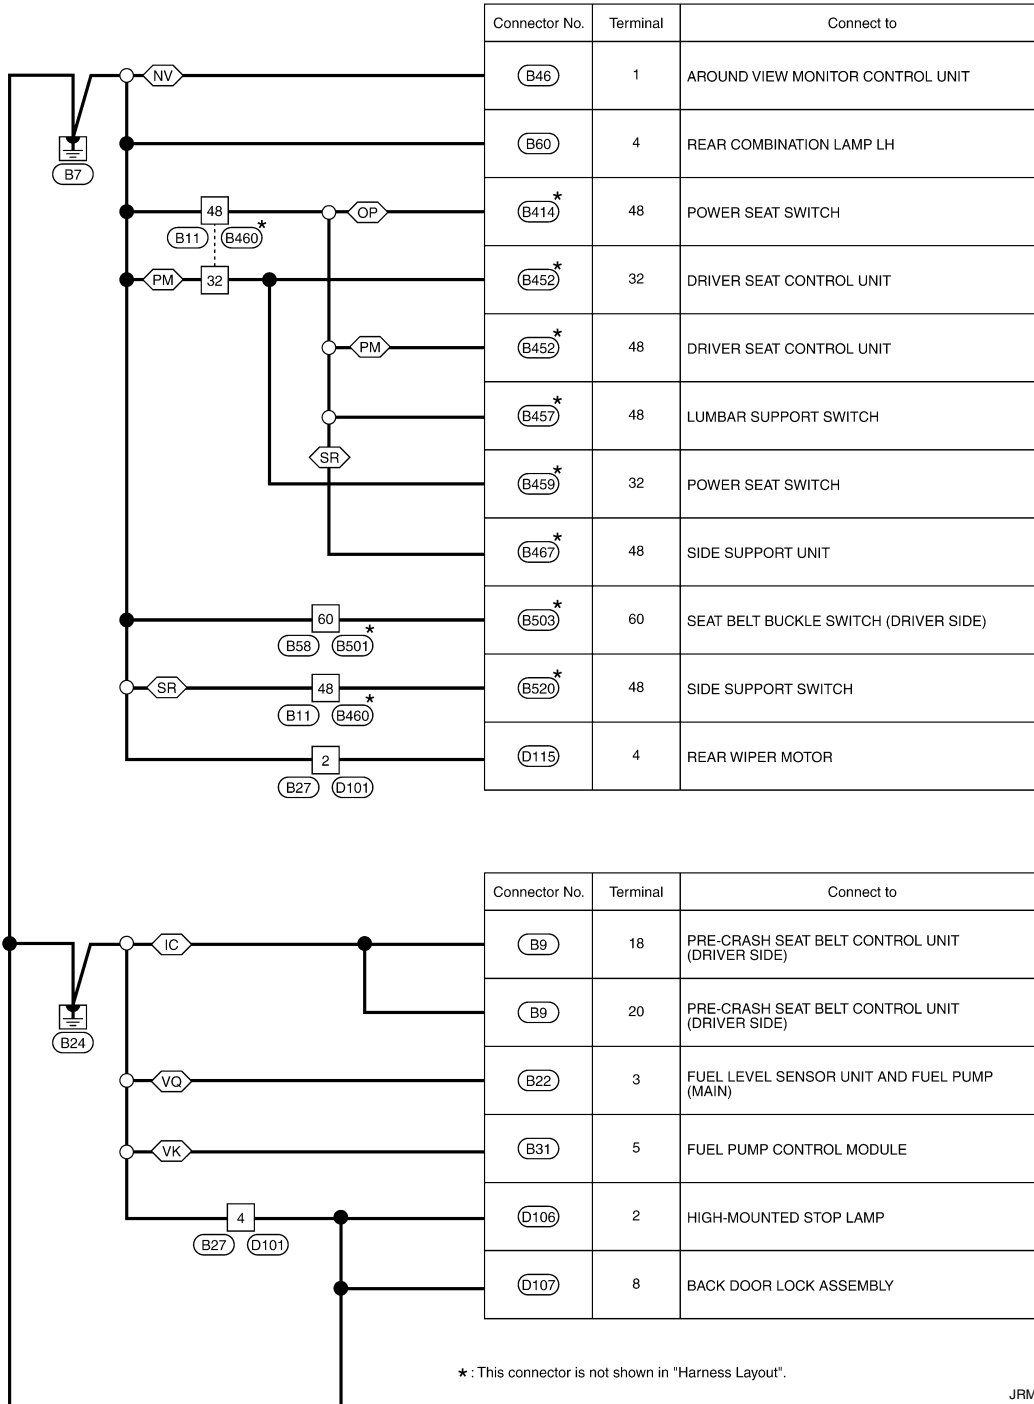 Connector No. Terminal Connect to
NV B46 1 AROUND VIEW MONITOR CONTROL UNIT
B7
B60 4 REAR COMBINATION LAMP LH
48 OP B414* 48 POWER SEAT SWITCH
B11 B460*
PM 32 B452* 32 DRIVER SEAT CONTROL UNIT
PM B452* 48 DRIVER SEAT CONTROL UNIT
B457* 48 LUMBAR SUPPORT SWITCH
SR
B459* 32 POWER SEAT SWITCH
B467* 48 SIDE SUPPORT UNIT
60 B503* 60 SEAT BELT BUCKLE SWITCH (DRIVER SIDE)
B58 B501*
SR 48 B520* 48 SIDE SUPPORT SWITCH
B11 B460*
2 D115 4 REAR WIPER MOTOR
B27 D101
Connector No. Terminal Connect to
IC B9 18 PRE-CRASH SEAT BELT CONTROL UNIT
(DRIVER SIDE)
B24
B9 20 PRE-CRASH SEAT BELT CONTROL UNIT
(DRIVER SIDE)
VQ B22 3 FUEL LEVEL SENSOR UNIT AND FUEL PUMP
(MAIN)
VK B31 5 FUEL PUMP CONTROL MODULE
4 D106 2 HIGH-MOUNTED STOP LAMP
B27 D101
D107 8 BACK DOOR LOCK ASSEMBLY
* : This connector is not shown in "Harness Layout".
JRM